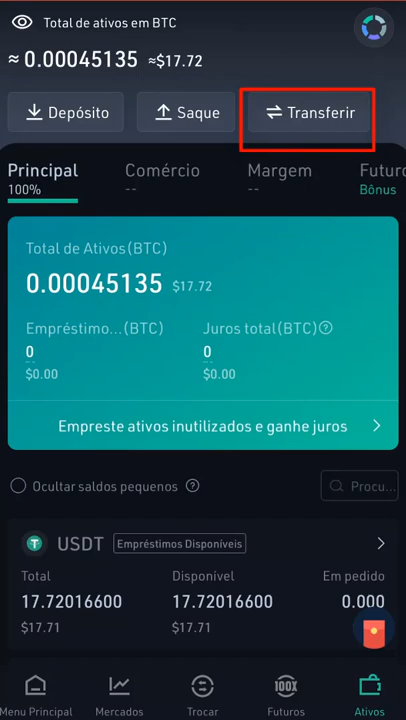 Total de ativos em BTC
≈ 0.00045135 ≈$17.72
Depósito Saque Transferir
Principal Comércio Margem Futuro
100% -- -- Bônus
Total de Ativos(BTC)
0.00045135 $17.72
Empréstimo...(BTC) Juros total(BTC)?
0 0
$0.00 $0.00
Empreste ativos inutilizados e ganhe juros >
Ocultar saldos pequenos ? Procu...
USDT Empréstimos Disponíveis >
Total Disponível Em pedido
17.72016600 17.72016600 0.000
$17.71 $17.71
100X
Menu Principal Mercados Trocar Futuros Ativos